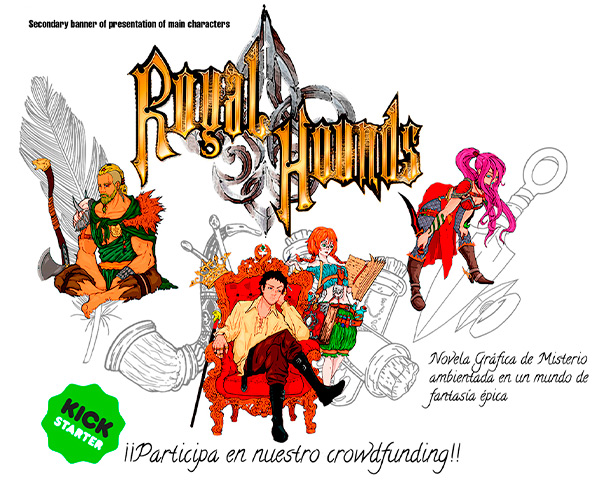 Secondary banner of presentation of main characters
Royal
Hounds
Novela Gráfica de Misterio
ambientada en un mundo de
fantasía épica
KICK
STARTER
¡¡Participa en nuestro crowdfunding!!